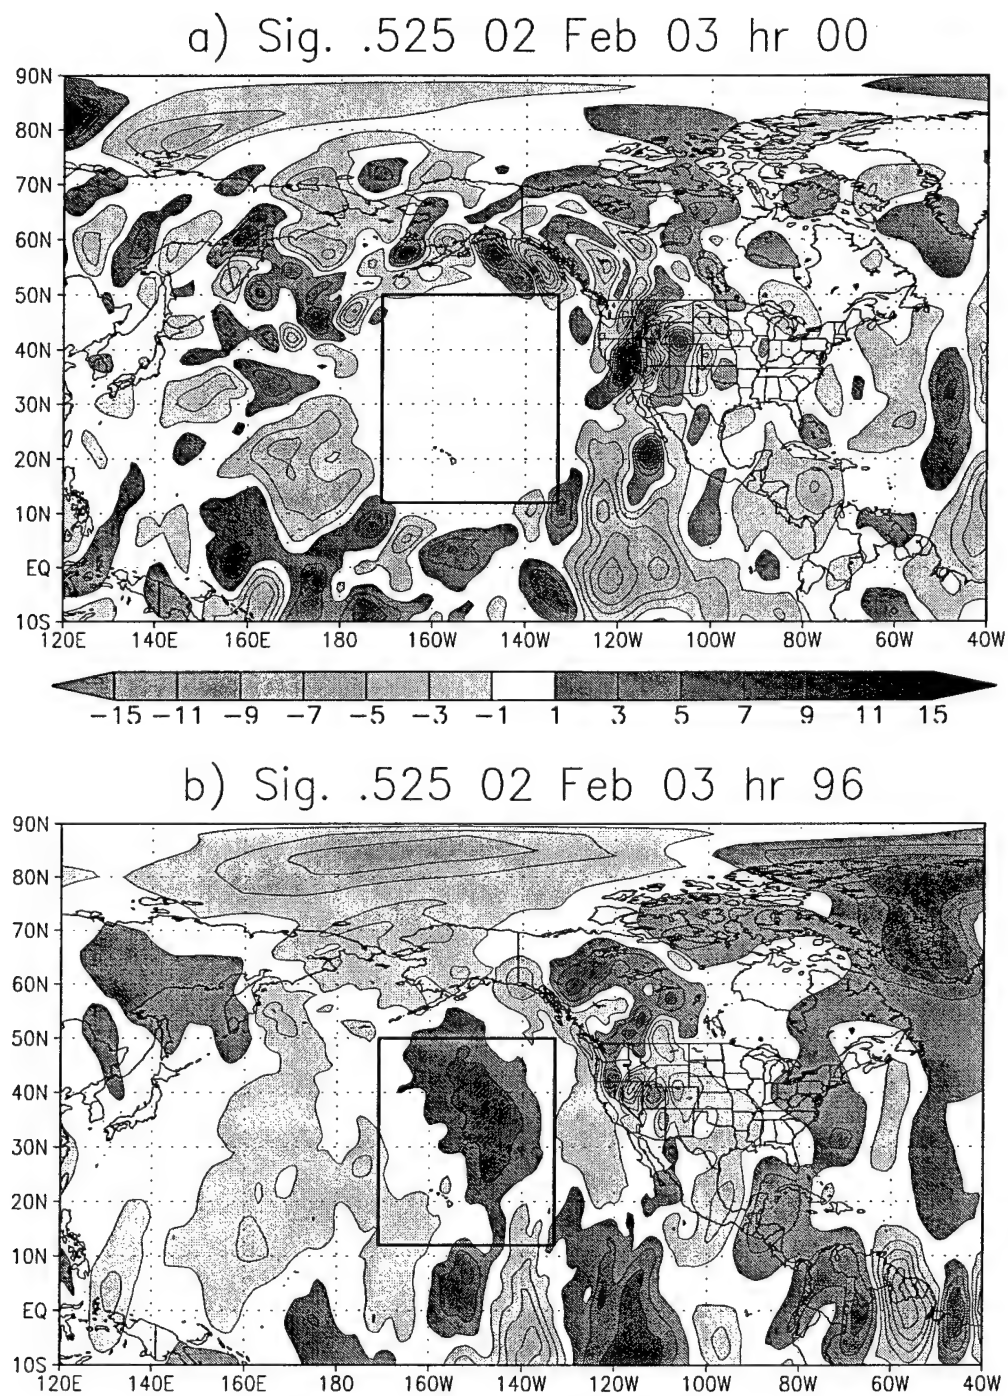 a) Sig. .525 02 Feb 03 hr 00
90N
80N
70N
60N
50N
40N
30N
20N
10N
EQ
10S
120E 140E 160E 180 160W 140W 120W 100W 80W 60W 40W
-15 -11 -9 -7 -5 -3 -1 1 3 5 7 9 11 15
b) Sig. .525 02 Feb 03 hr 96
90N
80N
70N
60N
50N
40N
30N
20N
10N
EQ
10S
120E 140E 160E 180 160W 140W 120W 100W 80W 60W 40W